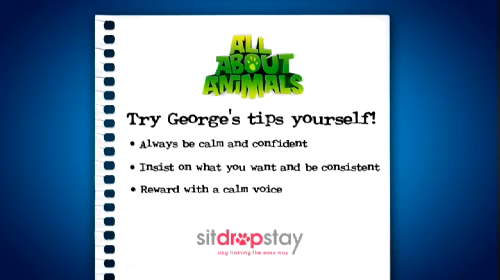 ALL
ABOUT
ANIMALS
Try George's tips yourself!
• Always be calm and confident
• Insist on what you want and be consistent
• Reward with a calm voice
sitdropstay
dog training the easy way